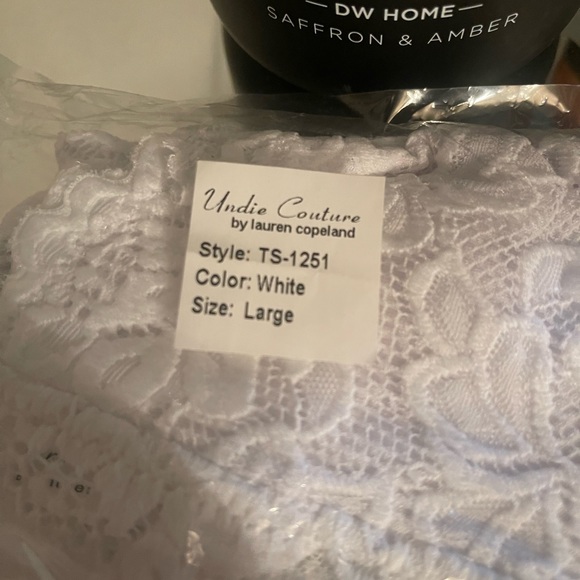 — DW HOME —
SAFFRON & AMBER
Undie Couture
by lauren copeland
Style: TS-1251
Color: White
Size: Large